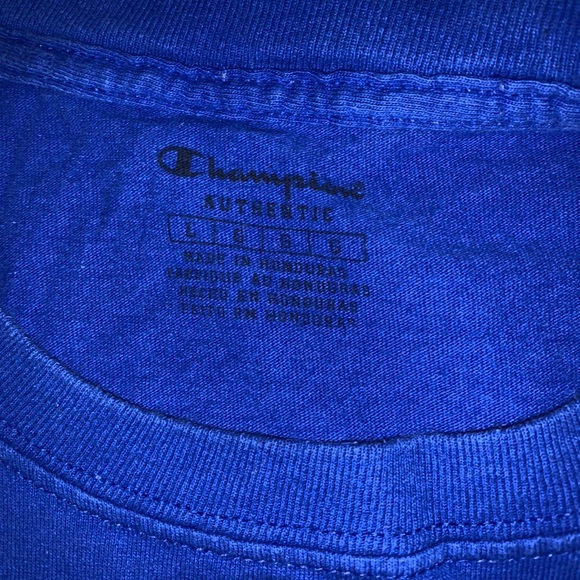 Champion
AUTHENTIC
L G G G
MADE IN HONDURAS
FABRIQUÉ AU HONDURAS
HECHO EN HONDURAS
FEITO EM HONDURAS